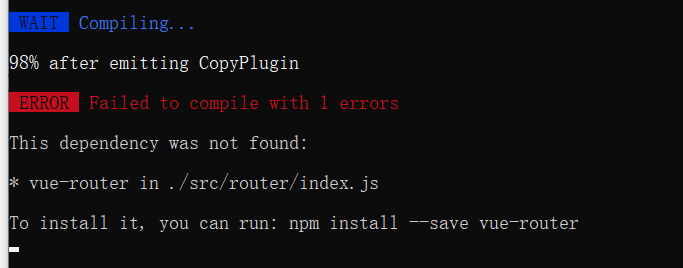 WAIT Compiling...
98% after emitting CopyPlugin
ERROR Failed to compile with 1 errors
This dependency was not found:
* vue-router in ./src/router/index.js
To install it, you can run: npm install --save vue-router